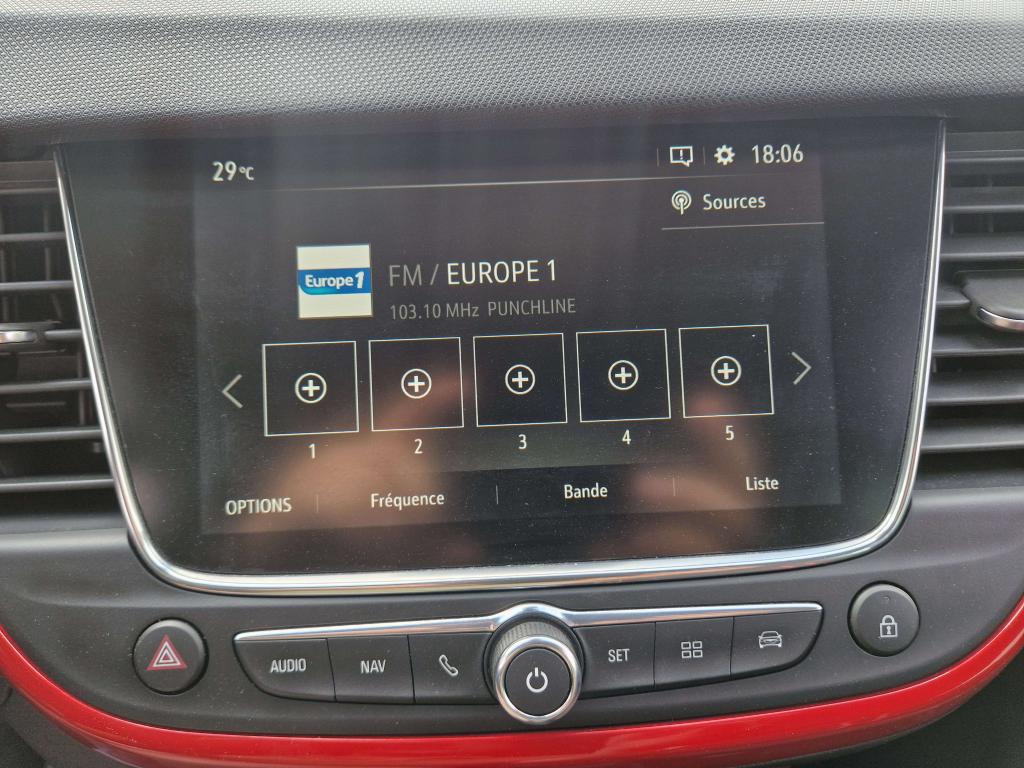 29°C
18:06
Sources
Europe 1
FM / EUROPE 1
103.10 MHz PUNCHLINE
1 2 3 4 5
OPTIONS Fréquence Bande Liste
AUDIO NAV SET